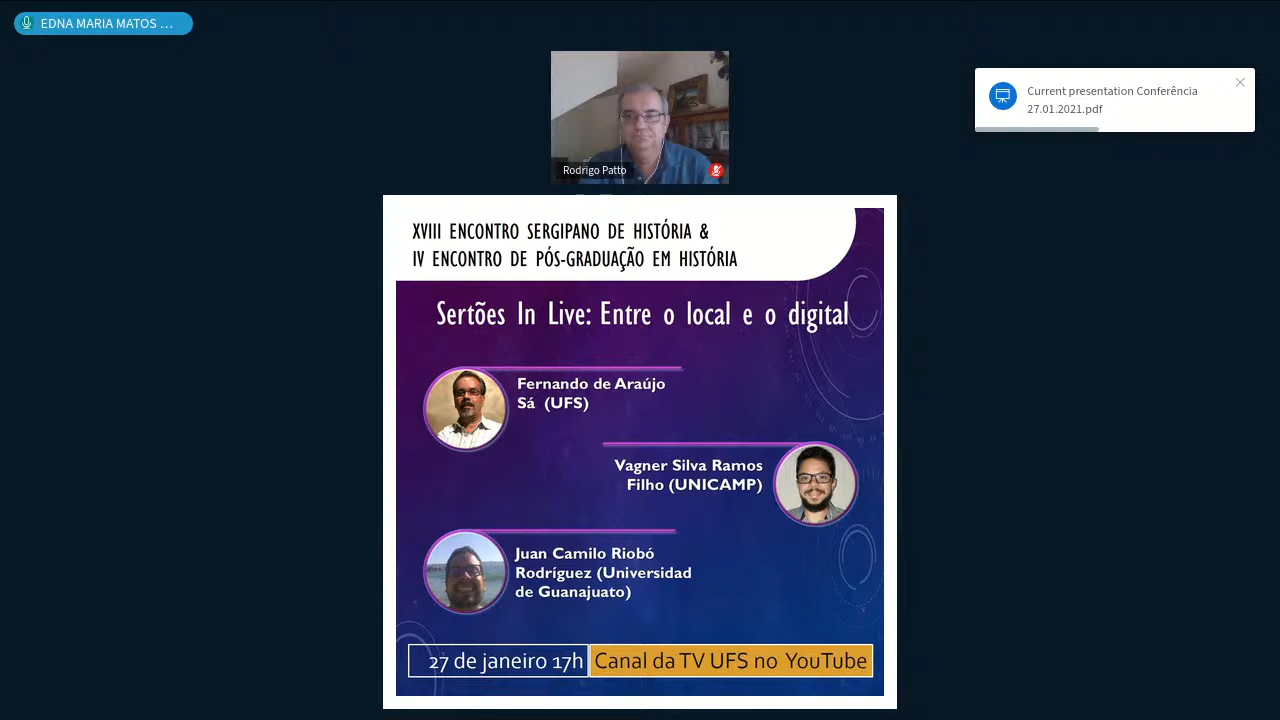 EDNA MARIA MATOS ...
Rodrigo Patto
Current presentation Conferência
27.01.2021.pdf
XVIII ENCONTRO SERGIPANO DE HISTÓRIA &
IV ENCONTRO DE PÓS-GRADUAÇÃO EM HISTÓRIA
Sertões In Live: Entre o local e o digital
Fernando de Araújo
Sá (UFS)
Vagner Silva Ramos
Filho (UNICAMP)
Juan Camilo Riobó
Rodríguez (Universidad
de Guanajuato)
27 de janeiro 17h
Canal da TV UFS no YouTube